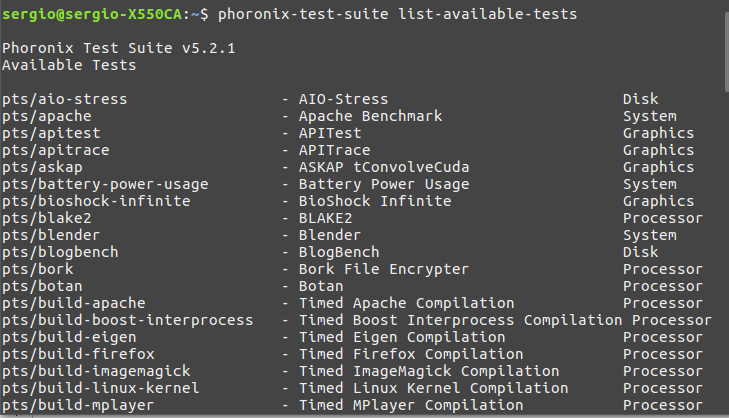 sergio@sergio-X550CA:~$ phoronix-test-suite list-available-tests
Phoronix Test Suite v5.2.1
Available Tests
pts/aio-stress - AIO-Stress Disk
pts/apache - Apache Benchmark System
pts/apitest - APITest Graphics
pts/apitrace - APITrace Graphics
pts/askap - ASKAP tConvolveCuda Graphics
pts/battery-power-usage - Battery Power Usage System
pts/bioshock-infinite - BioShock Infinite Graphics
pts/blake2 - BLAKE2 Processor
pts/blender - Blender System
pts/blogbench - BlogBench Disk
pts/bork - Bork File Encrypter Processor
pts/botan - Botan Processor
pts/build-apache - Timed Apache Compilation Processor
pts/build-boost-interprocess - Timed Boost Interprocess Compilation Processor
pts/build-eigen - Timed Eigen Compilation Processor
pts/build-firefox - Timed Firefox Compilation Processor
pts/build-imagemagick - Timed ImageMagick Compilation Processor
pts/build-linux-kernel - Timed Linux Kernel Compilation Processor
pts/build-mplayer - Timed MPlayer Compilation Processor